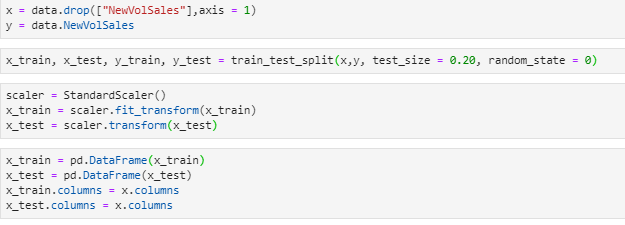 x = data.drop(["NewVolSales"],axis = 1)
y = data.NewVolSales
x_train, x_test, y_train, y_test = train_test_split(x,y, test_size = 0.20, random_state = 0)
scaler = StandardScaler()
x_train = scaler.fit_transform(x_train)
x_test = scaler.transform(x_test)
x_train = pd.DataFrame(x_train)
x_test = pd.DataFrame(x_test)
x_train.columns = x.columns
x_test.columns = x.columns